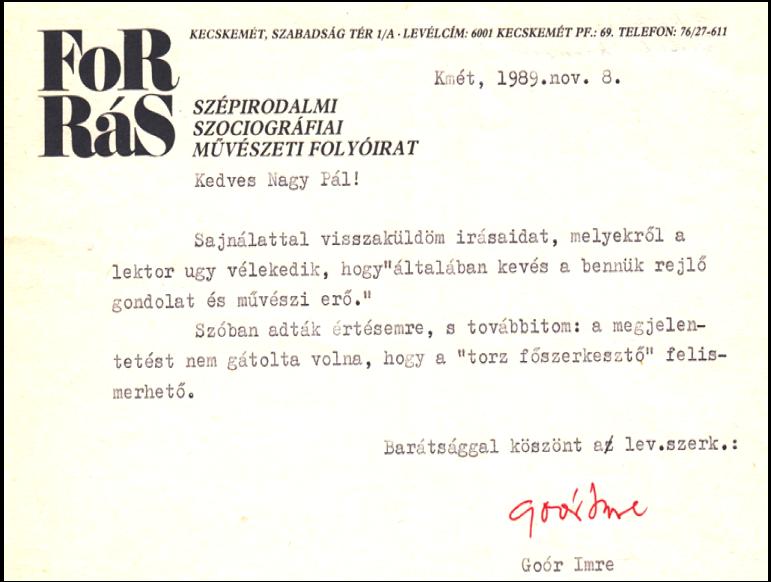 FoRRáS
KECSKEMÉT, SZABADSÁG TÉR 1/A · LEVÉLCÍM: 6001 KECSKEMÉT PF.: 69. TELEFON: 76/27-611
Kmét, 1989.nov. 8.
SZÉPIRODALMI
SZOCIOGRÁFIAI
MŰVÉSZETI FOLYÓIRAT
Kedves Nagy Pál!
Sajnálattal visszaküldöm irásaidat, melyekről a
lektor ugy vélekedik, hogy"általában kevés a bennük rejlő
gondolat és művészi erő."
Szóban adták értésemre, s továbbitom: a megjelen-
tetést nem gátolta volna, hogy a "torz főszerkesztő" felis-
merhető.
Barátsággal köszönt a lev.szerk.:
Goór Imre
Goór Imre